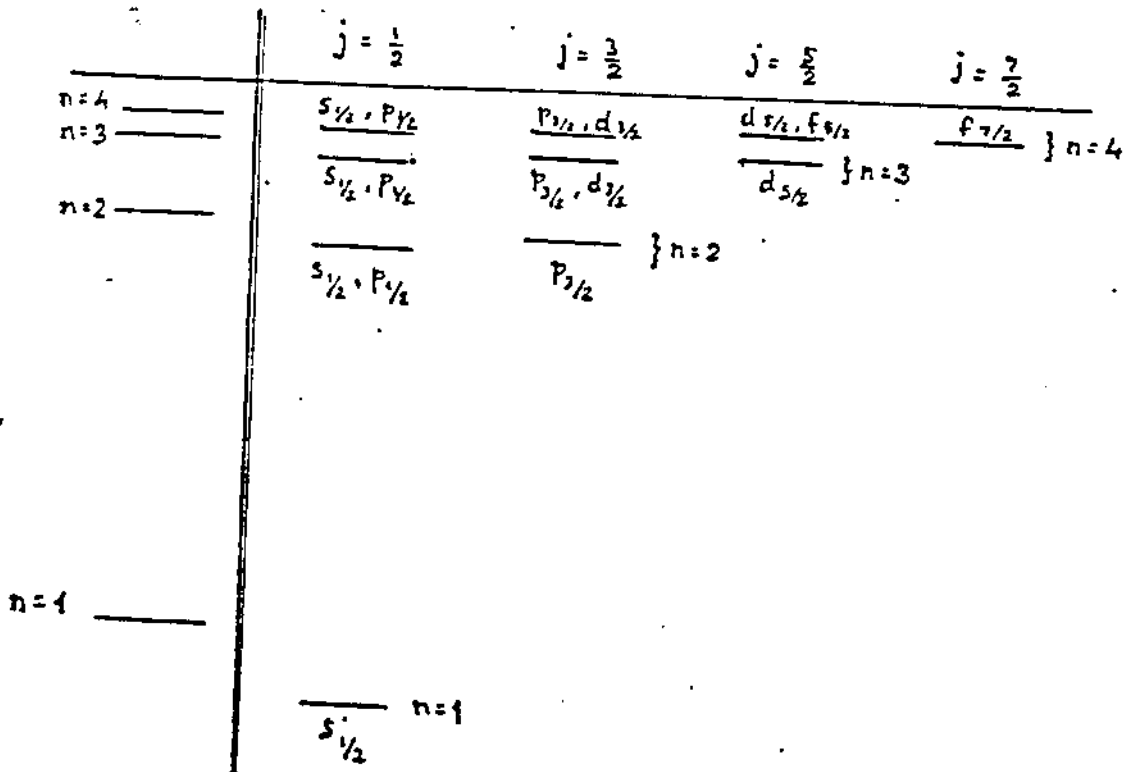 j = 1/2 j = 3/2 j = 5/2 j = 7/2
n=4 s1/2, p1/2 p3/2, d3/2 d5/2, f5/2 f7/2 } n=4
n=3 s1/2, p1/2 p3/2, d3/2 d5/2 } n=3
n=2 s1/2, p1/2 p3/2 } n=2
n=1
s1/2 n=1